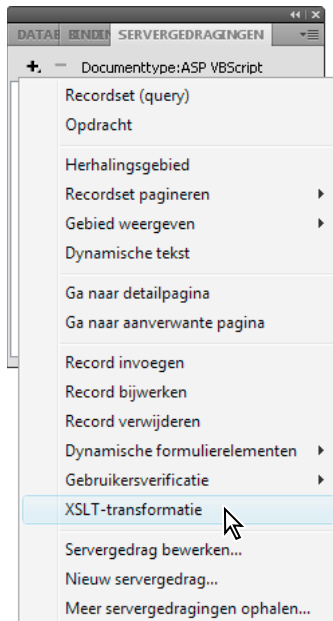 DATAB BINDEN SERVERGEDRAGINGEN
Documenttype:ASP VBScript
Recordset (query)
Opdracht
Herhalingsgebied
Recordset pagineren
Gebied weergeven
Dynamische tekst
Ga naar detailpagina
Ga naar aanverwante pagina
Record invoegen
Record bijwerken
Record verwijderen
Dynamische formulierelementen
Gebruikersverificatie
XSLT-transformatie
Servergedrag bewerken...
Nieuw servergedrag...
Meer servergedragingen ophalen...